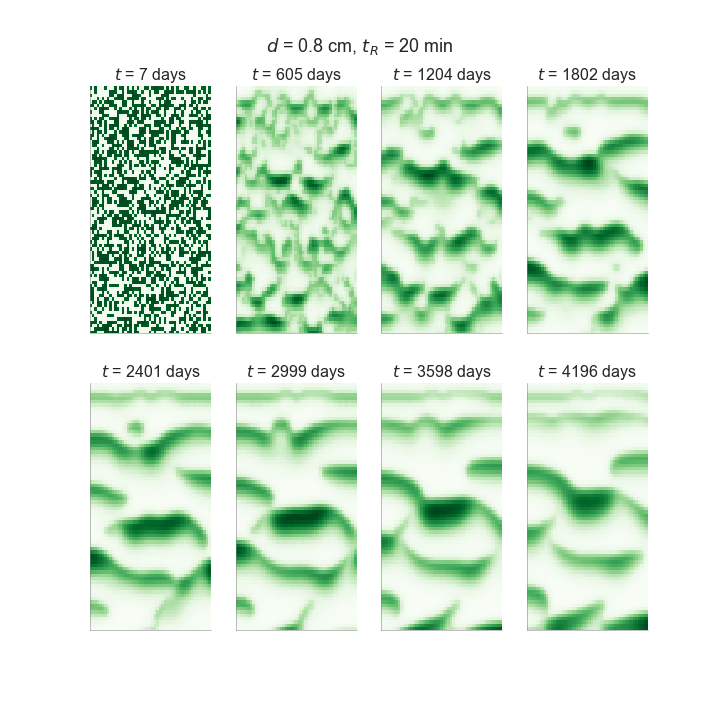 d = 0.8 cm, t_R = 20 min
t = 7 days
t = 605 days
t = 1204 days
t = 1802 days
t = 2401 days
t = 2999 days
t = 3598 days
t = 4196 days